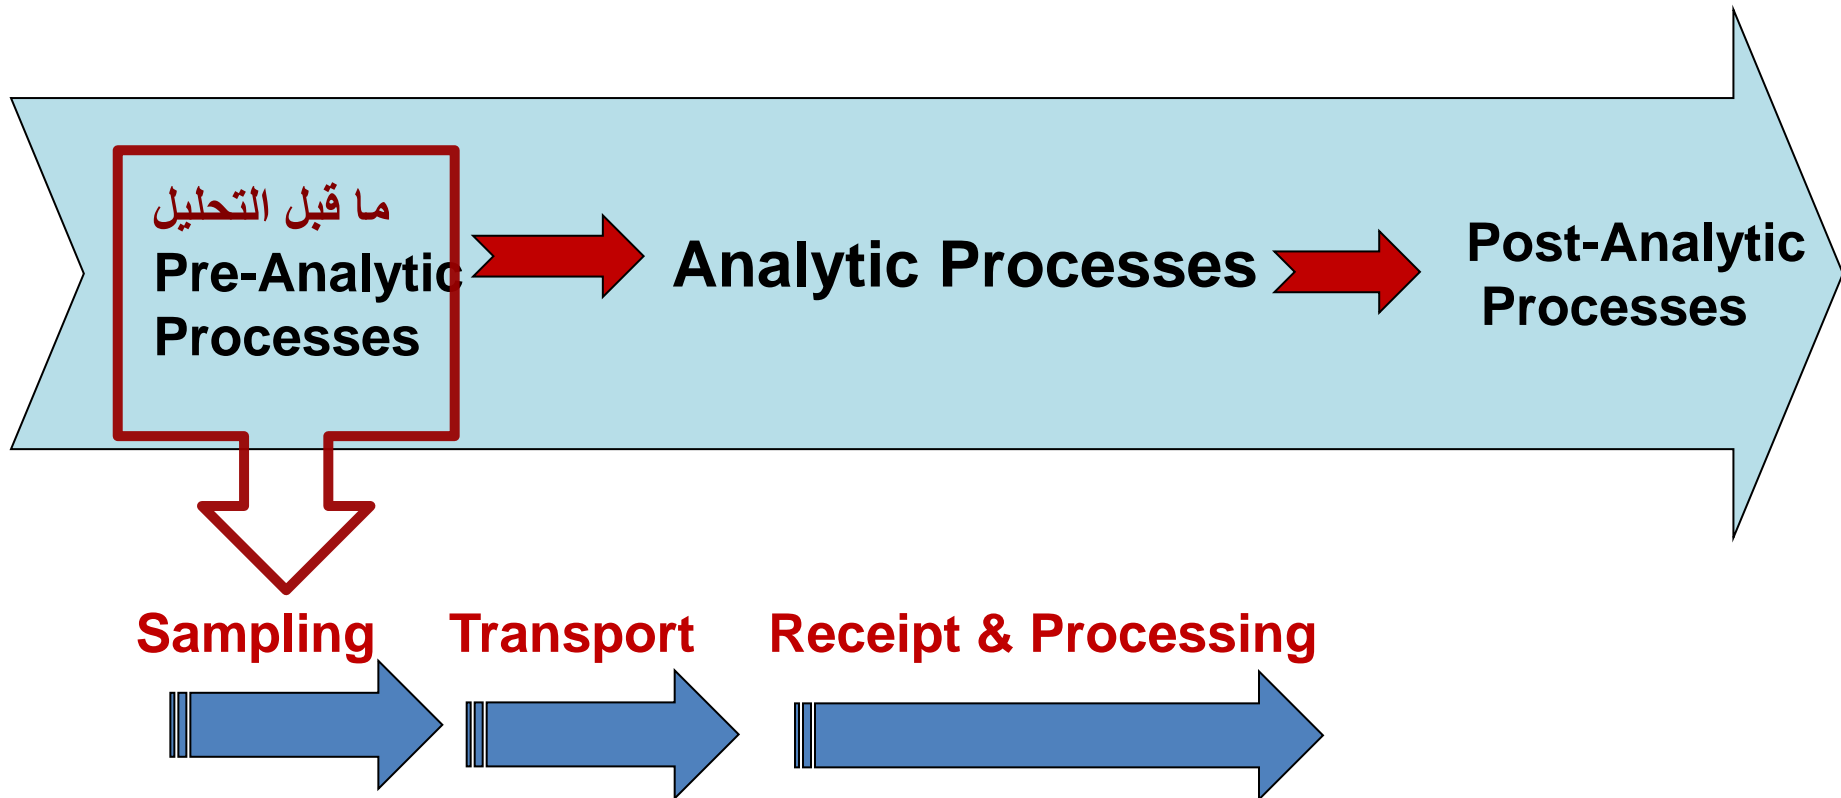 ما قبل التحليل
Pre-Analytic
Processes
Analytic Processes
Post-Analytic
Processes
Sampling
Transport
Receipt & Processing